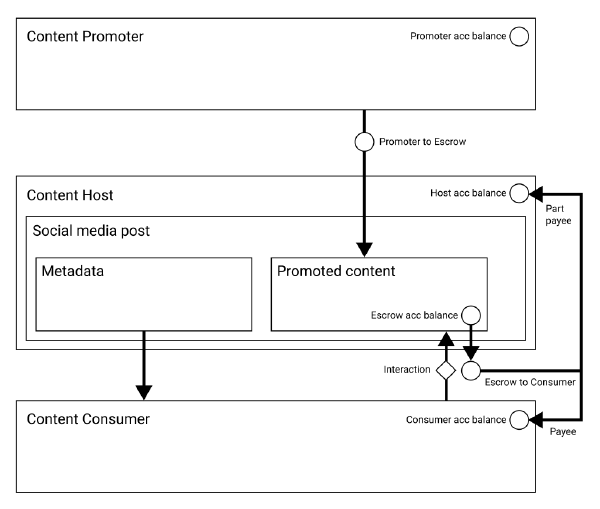 Content Promoter
Promoter acc balance
Promoter to Escrow
Content Host
Host acc balance
Part
payee
Social media post
Metadata
Promoted content
Escrow acc balance
Interaction
Escrow to Consumer
Content Consumer
Consumer acc balance
Payee